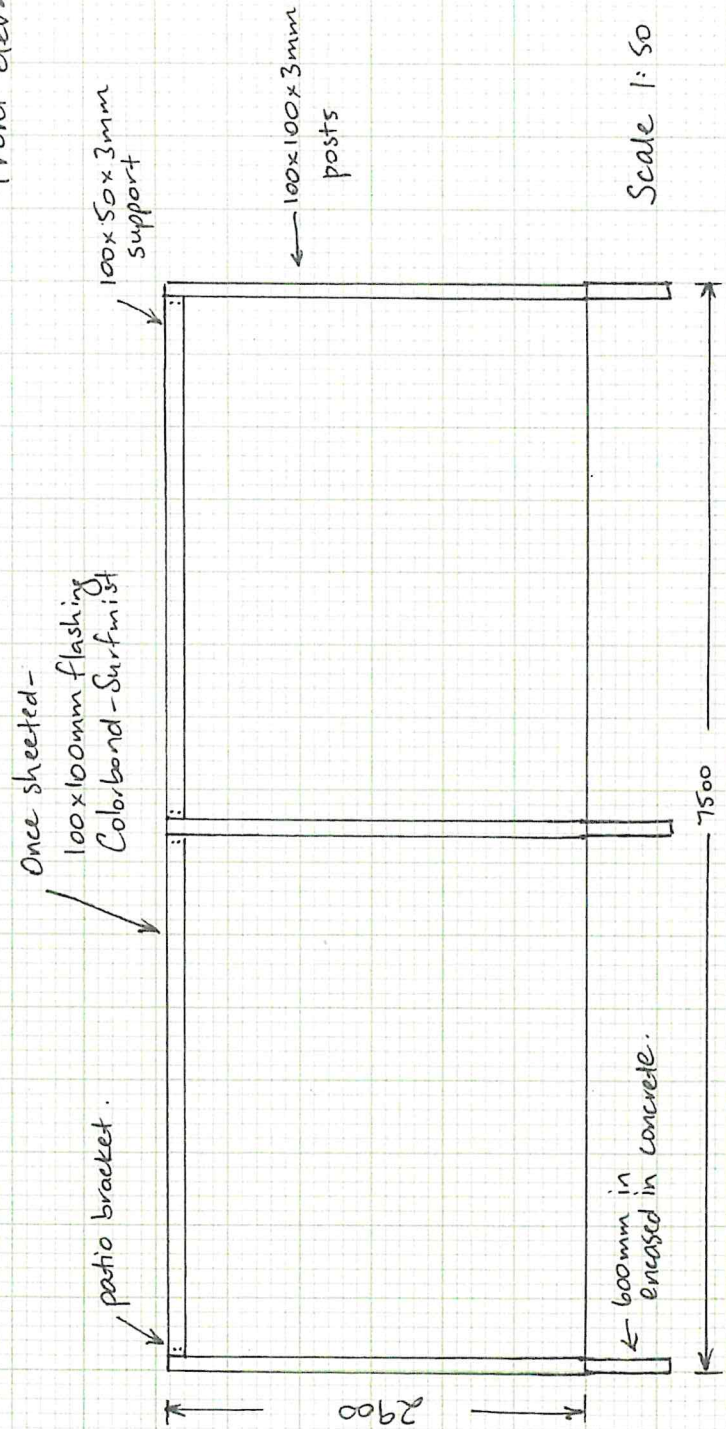 Front
Once sheeted-
100x100mm flashing
Colorbond-Surfmist
patio bracket.
100x50x3mm
support
100x100x3mm
posts
2900
600mm in
encased in concrete.
7500
Scale 1:50